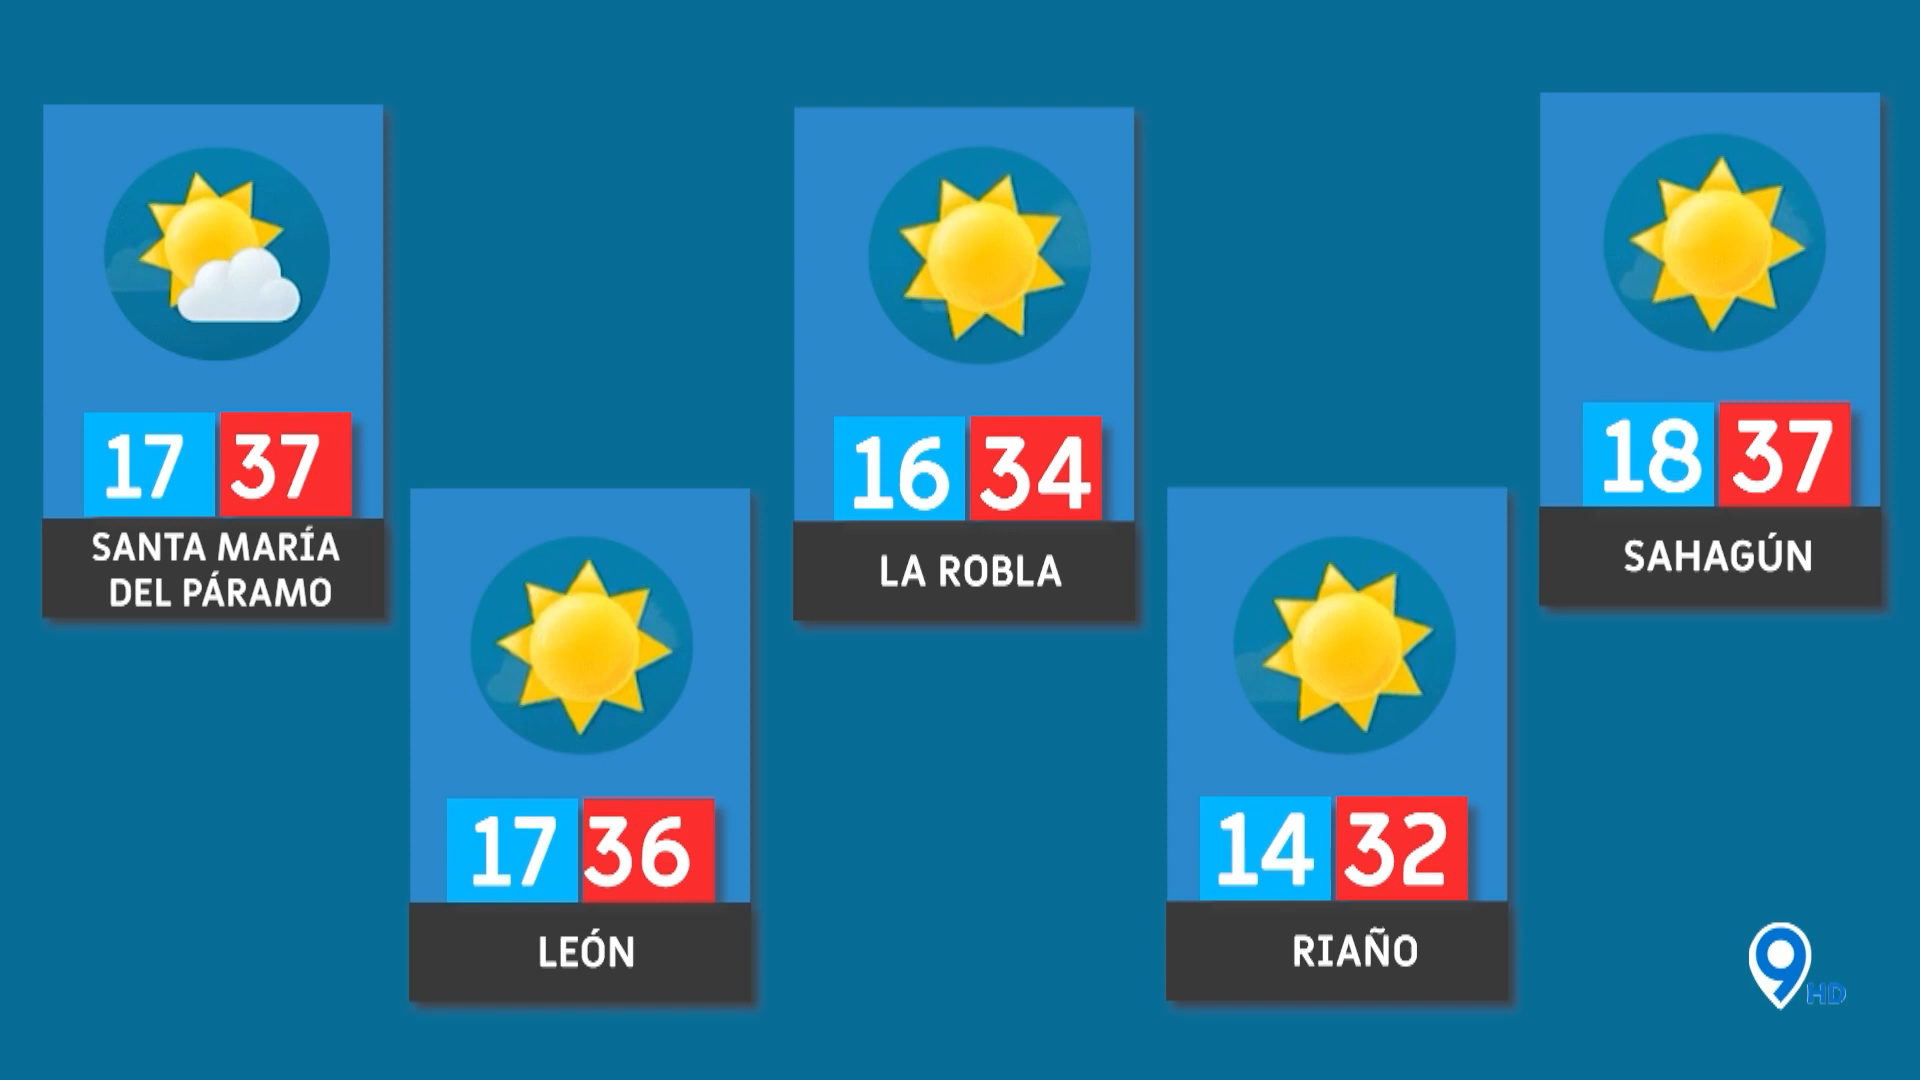 17 37
SANTA MARÍA
DEL PÁRAMO
17 36
LEÓN
16 34
LA ROBLA
14 32
RIAÑO
18 37
SAHAGÚN
9 HD